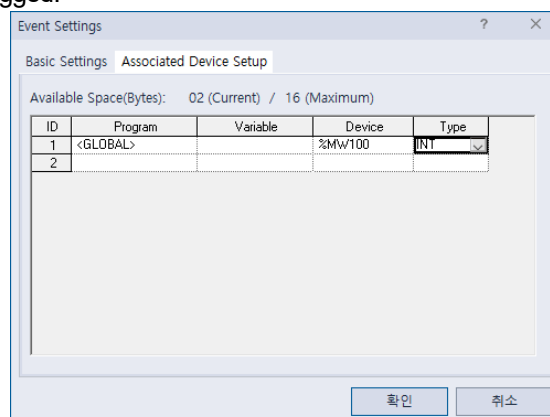 gged.
Event Settings ? ×
Basic Settings Associated Device Setup
Available Space(Bytes): 02 (Current) / 16 (Maximum)
ID Program Variable Device Type
1 <GLOBAL> %MW100 INT
2
확인 취소